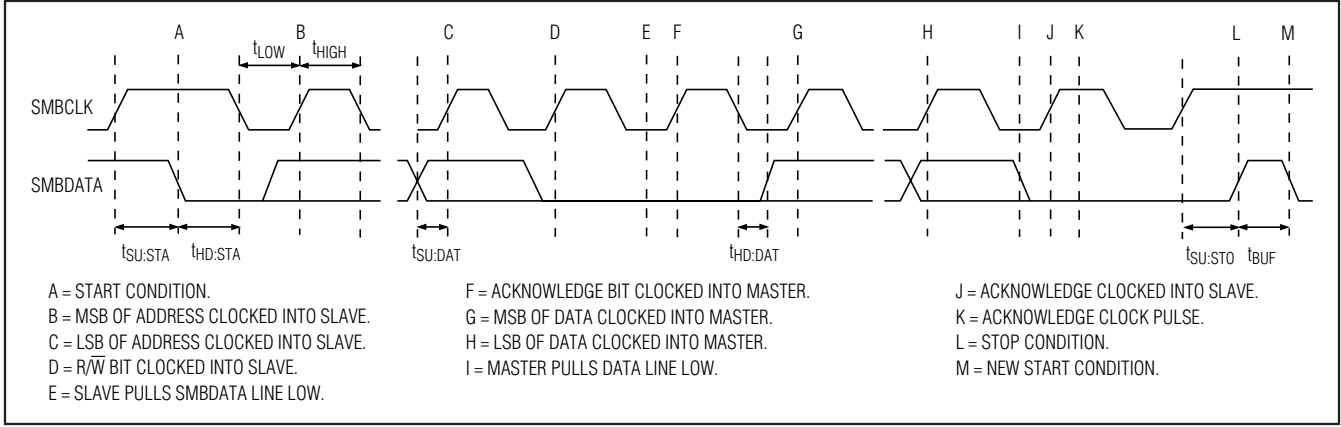 A B C D E F G H I J K L M
tLOW tHIGH
SMBCLK
SMBDATA
tSU:STA tHD:STA tSU:DAT tHD:DAT tSU:STO tBUF
A = START CONDITION.
B = MSB OF ADDRESS CLOCKED INTO SLAVE.
C = LSB OF ADDRESS CLOCKED INTO SLAVE.
D = R/W̅ BIT CLOCKED INTO SLAVE.
E = SLAVE PULLS SMBDATA LINE LOW.
F = ACKNOWLEDGE BIT CLOCKED INTO MASTER.
G = MSB OF DATA CLOCKED INTO MASTER.
H = LSB OF DATA CLOCKED INTO MASTER.
I = MASTER PULLS DATA LINE LOW.
J = ACKNOWLEDGE CLOCKED INTO SLAVE.
K = ACKNOWLEDGE CLOCK PULSE.
L = STOP CONDITION.
M = NEW START CONDITION.